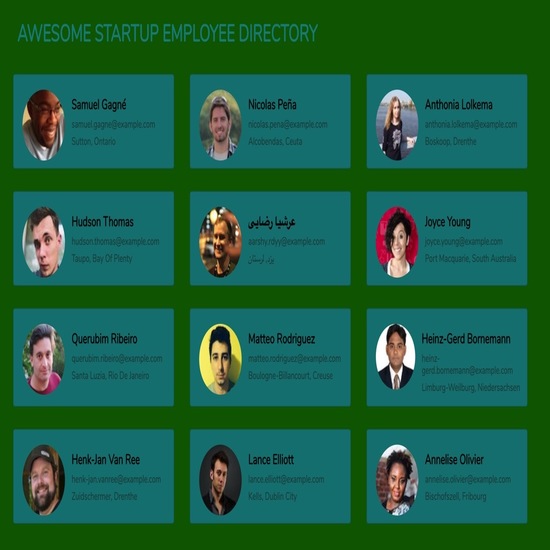 AWESOME STARTUP EMPLOYEE DIRECTORY
Samuel Gagné
samuel.gagne@example.com
Sutton, Ontario
Nicolas Peña
nicolas.pena@example.com
Alcobendas, Ceuta
Anthonia Lolkema
anthonia.lolkema@example.com
Boskoop, Drenthe
Hudson Thomas
hudson.thomas@example.com
Taupo, Bay Of Plenty
عرشیا رضایی
aarshy.rdyy@example.com
یزد, لرستان
Joyce Young
joyce.young@example.com
Port Macquarie, South Australia
Querubim Ribeiro
querubim.ribeiro@example.com
Santa Luzia, Rio De Janeiro
Matteo Rodriguez
matteo.rodriguez@example.com
Boulogne-Billancourt, Creuse
Heinz-Gerd Bornemann
heinz-
gerd.bornemann@example.com
Limburg-Weilburg, Niedersachsen
Henk-Jan Van Ree
henk-jan.vanree@example.com
Zuidschermer, Drenthe
Lance Elliott
lance.elliott@example.com
Kells, Dublin City
Annelise Olivier
annelise.olivier@example.com
Bischofszell, Fribourg